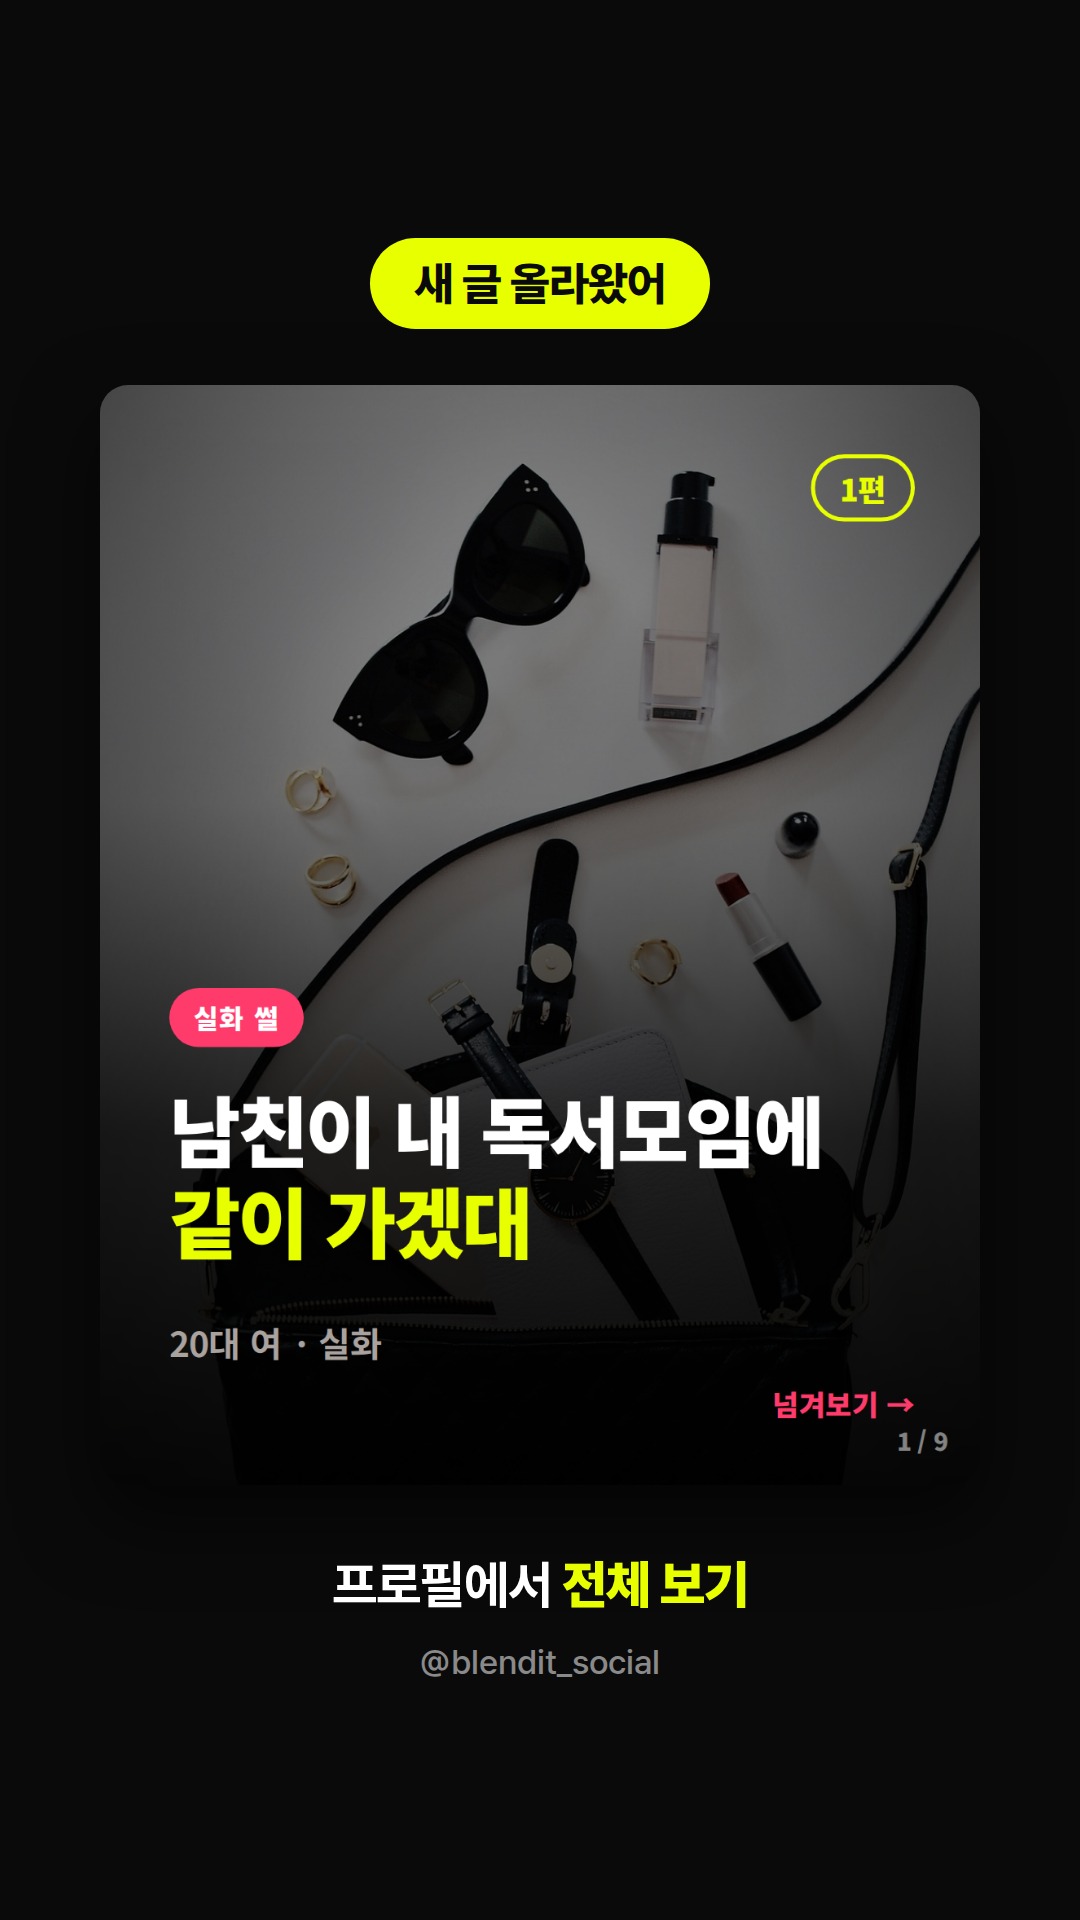 새 글 올라왔어
1편
실화 썰
남친이 내 독서모임에
같이 가겠대
20대 여 · 실화
넘겨보기 →
1 / 9
프로필에서 전체 보기
@blendit_social